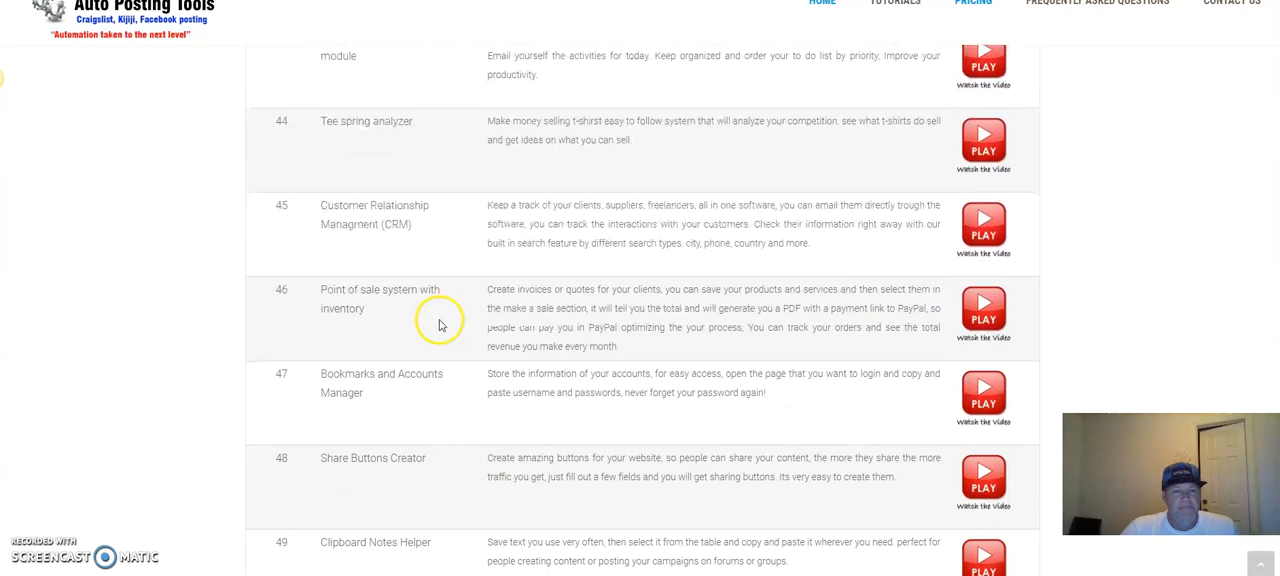 Auto Posting Tools
Craigslist, Kijiji, Facebook posting
"Automation taken to the next level"
HOME TUTORIALS PRICING FREQUENTLY ASKED QUESTIONS CONTACT US
module
Email yourself the activities for today. Keep organized and order your to do list by priority, Improve your
productivity.
PLAY
Watch the Video
44
Tee spring analyzer
Make money selling t-shirst easy to follow system that will analyze your competition, see what t-shirts do sell
and get ideas on what you can sell.
PLAY
Watch the Video
45
Customer Relationship
Managment (CRM)
Keep a track of your clients, suppliers, freelancers, all in one software, you can email them directly trough the
software, you can track the interactions with your customers. Check their information right away with our
built in search feature by different search types. city, phone, country and more.
PLAY
Watch the Video
46
Point of sale system with
inventory
Create invoices or quotes for your clients, you can save your products and services and then select them in
the make a sale section, it will tell you the total and will generate you a PDF with a payment link to PayPal, so
people can pay you in PayPal optimizing the your process, You can track your orders and see the total
revenue you make every month.
PLAY
Watch the Video
47
Bookmarks and Accounts
Manager
Store the information of your accounts, for easy access, open the page that you want to login and copy and
paste username and passwords, never forget your password again!
PLAY
Watch the Video
48
Share Buttons Creator
Create amazing buttons for your website, so people can share your content, the more they share the more
traffic you get, just fill out a few fields and you will get sharing buttons. Its very easy to create them.
PLAY
Watch the Video
49
Clipboard Notes Helper
Save text you use very often, then select it from the table and copy and paste it wherever you need. perfect for
people creating content or posting your campaigns on forums or groups.
PLAY
RECORDED WITH
SCREENCAST MATIC